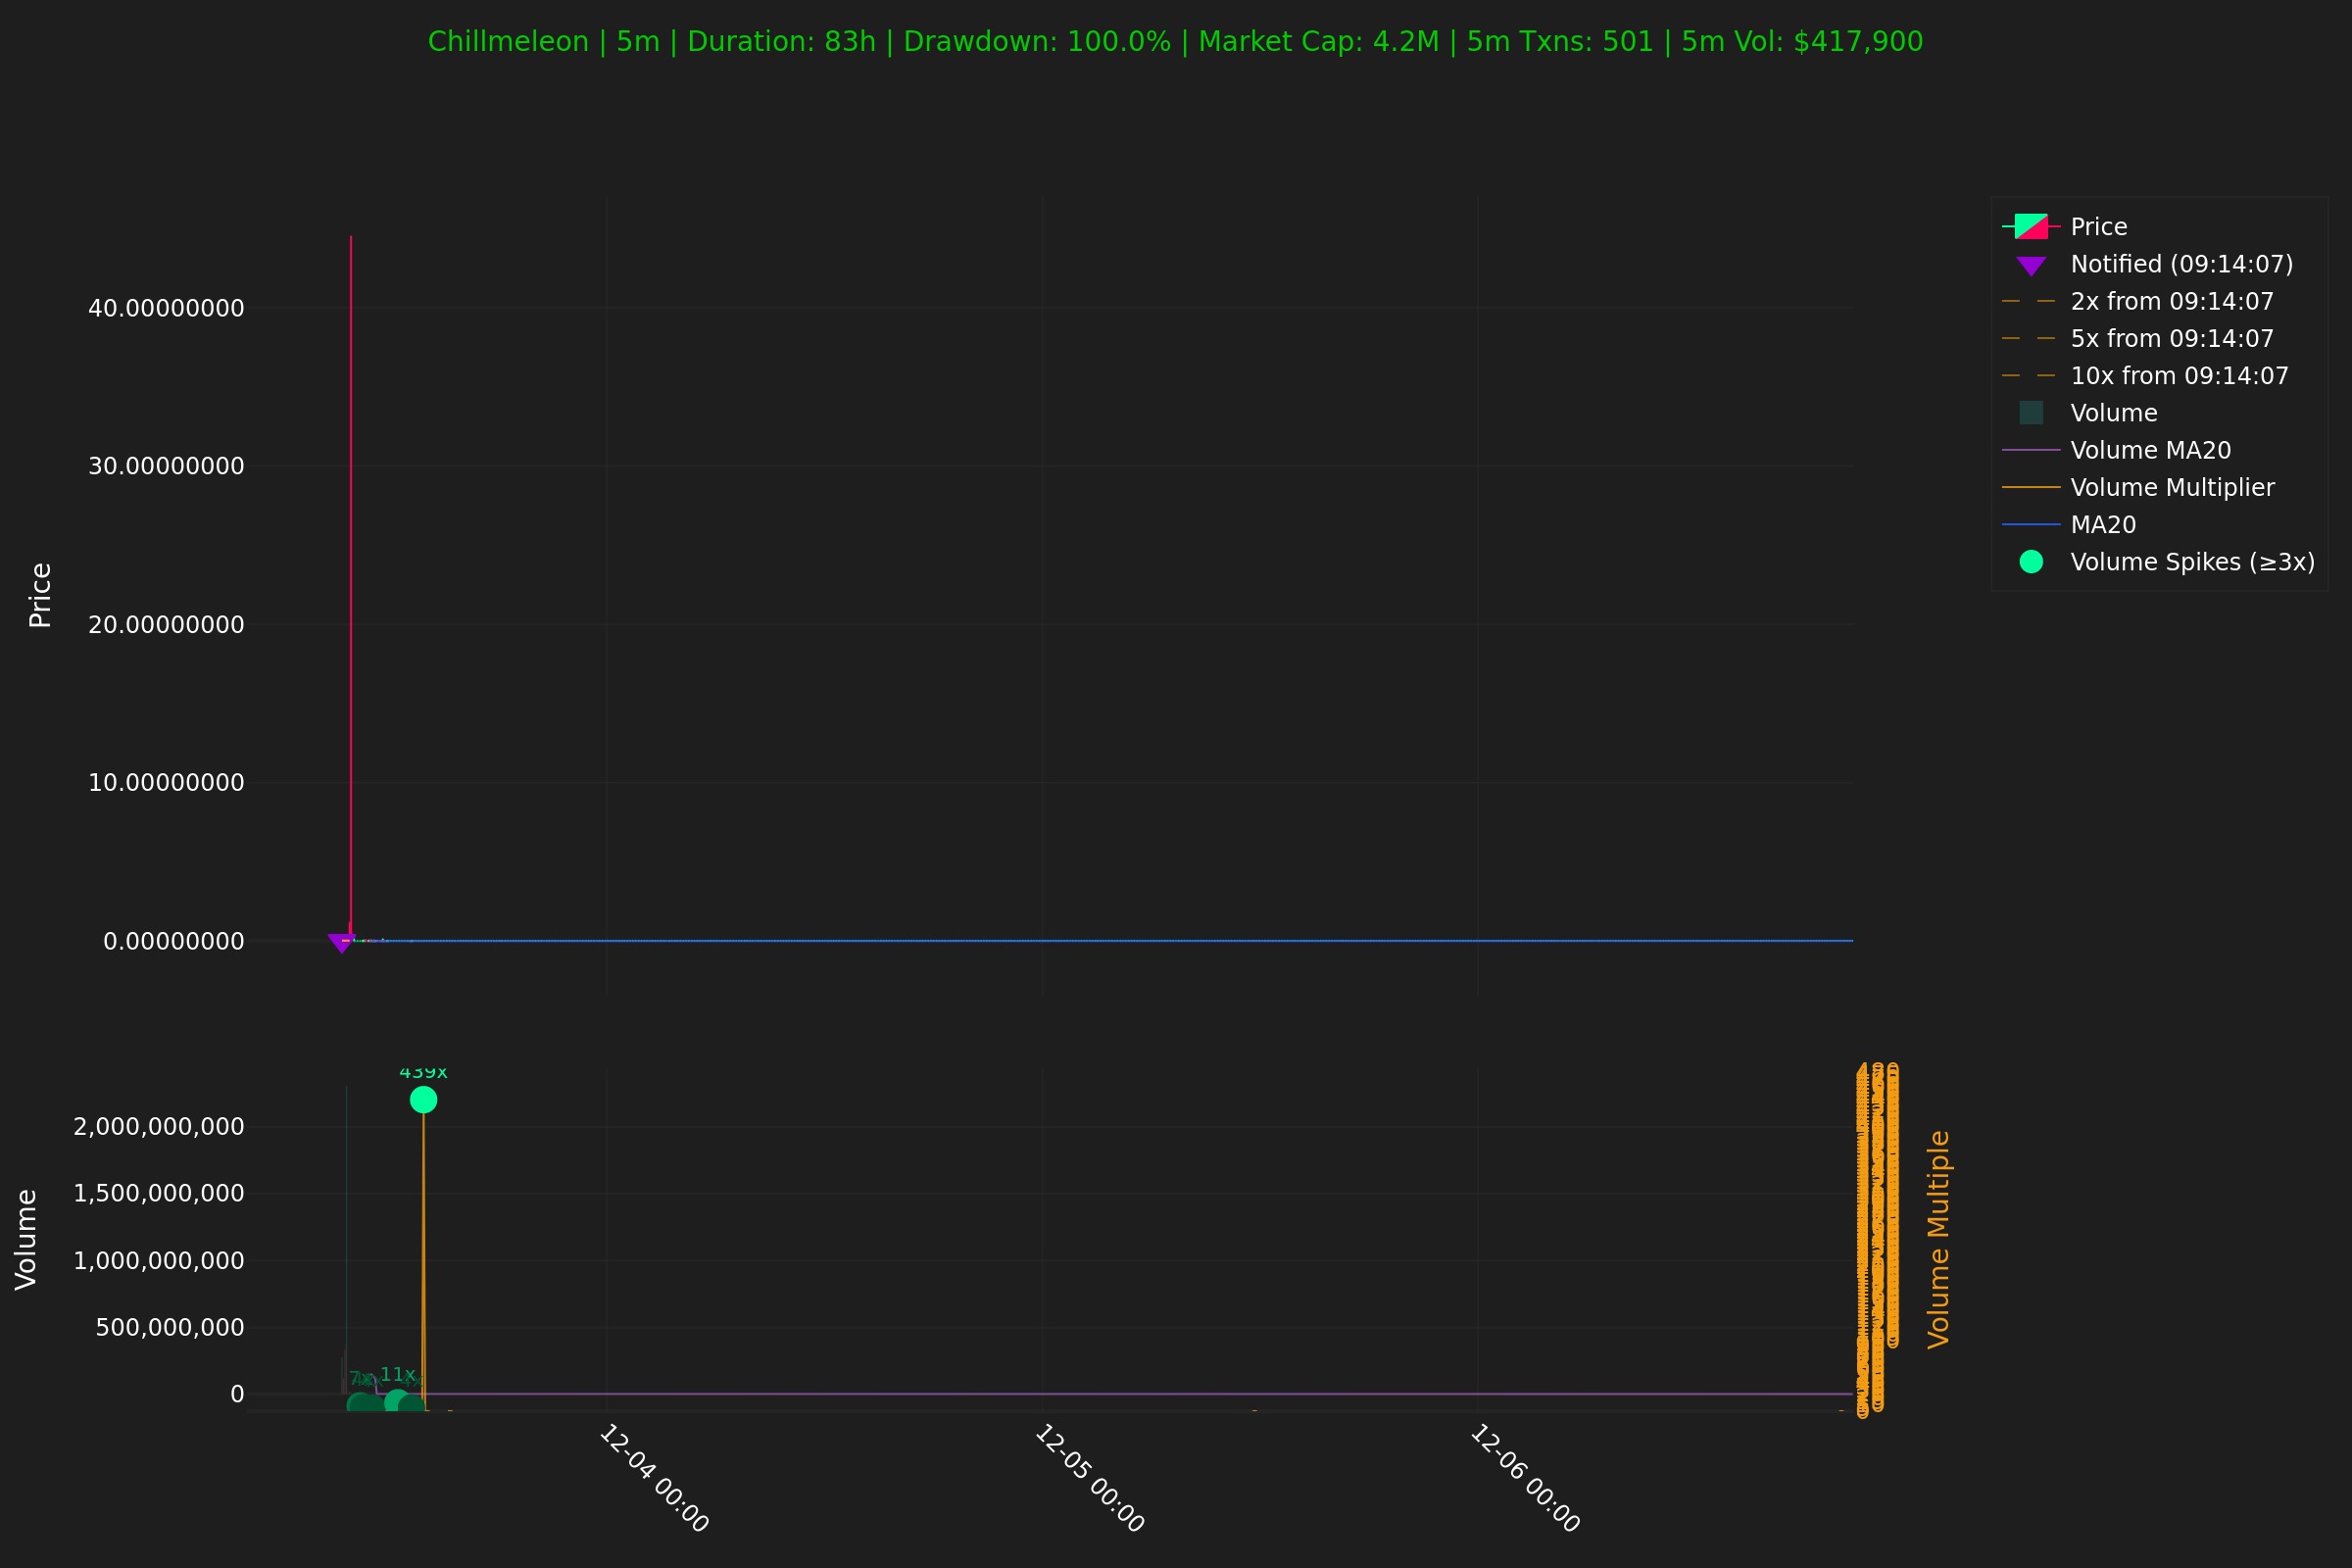 Chillmeleon | 5m | Duration: 83h | Drawdown: 100.0% | Market Cap: 4.2M | 5m Txns: 501 | 5m Vol: $417,900
Price
40.00000000
30.00000000
20.00000000
10.00000000
0.00000000
Price
Notified (09:14:07)
2x from 09:14:07
5x from 09:14:07
10x from 09:14:07
Volume
Volume MA20
Volume Multiplier
MA20
Volume Spikes (≥3x)
Volume
2,000,000,000
1,500,000,000
1,000,000,000
500,000,000
0
439x
11x
Volume Multiple
12-04 00:00
12-05 00:00
12-06 00:00